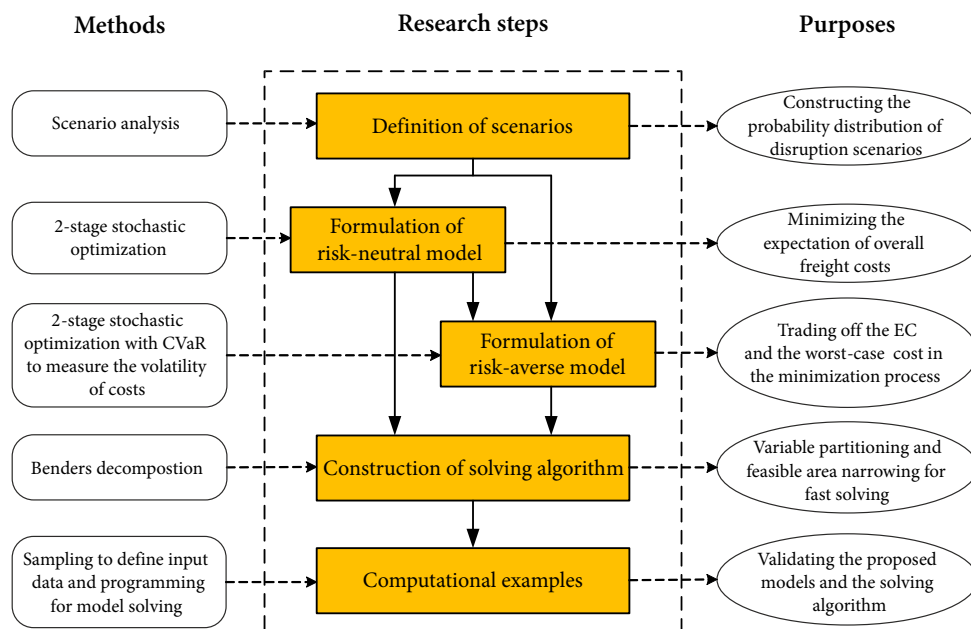 Methods
Research steps
Purposes
Scenario analysis
Definition of scenarios
Constructing the
probability distribution of
disruption scenarios
2-stage stochastic
optimization
Formulation of
risk-neutral model
Minimizing the
expectation of overall
freight costs
2-stage stochastic
optimization with CVaR
to measure the volatility
of costs
Formulation of
risk-averse model
Trading off the EC
and the worst-case cost in
the minimization process
Benders decompostion
Construction of solving algorithm
Variable partitioning and
feasible area narrowing for
fast solving
Sampling to define input
data and programming
for model solving
Computational examples
Validating the proposed
models and the solving
algorithm